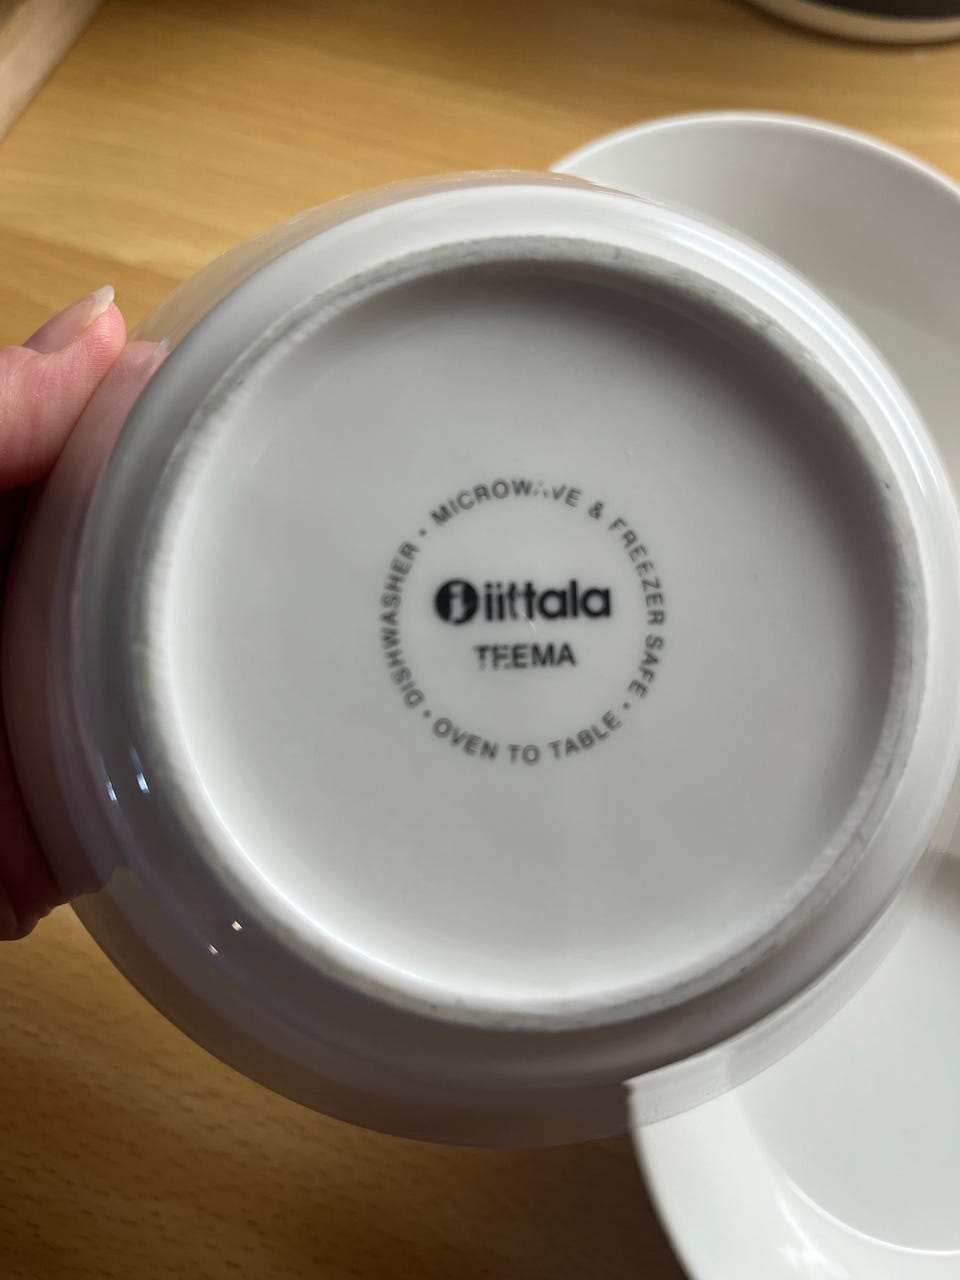 MICROWAVE & FREEZER SAFE • OVEN TO TABLE • DISHWASHER •
iittala
TEEMA